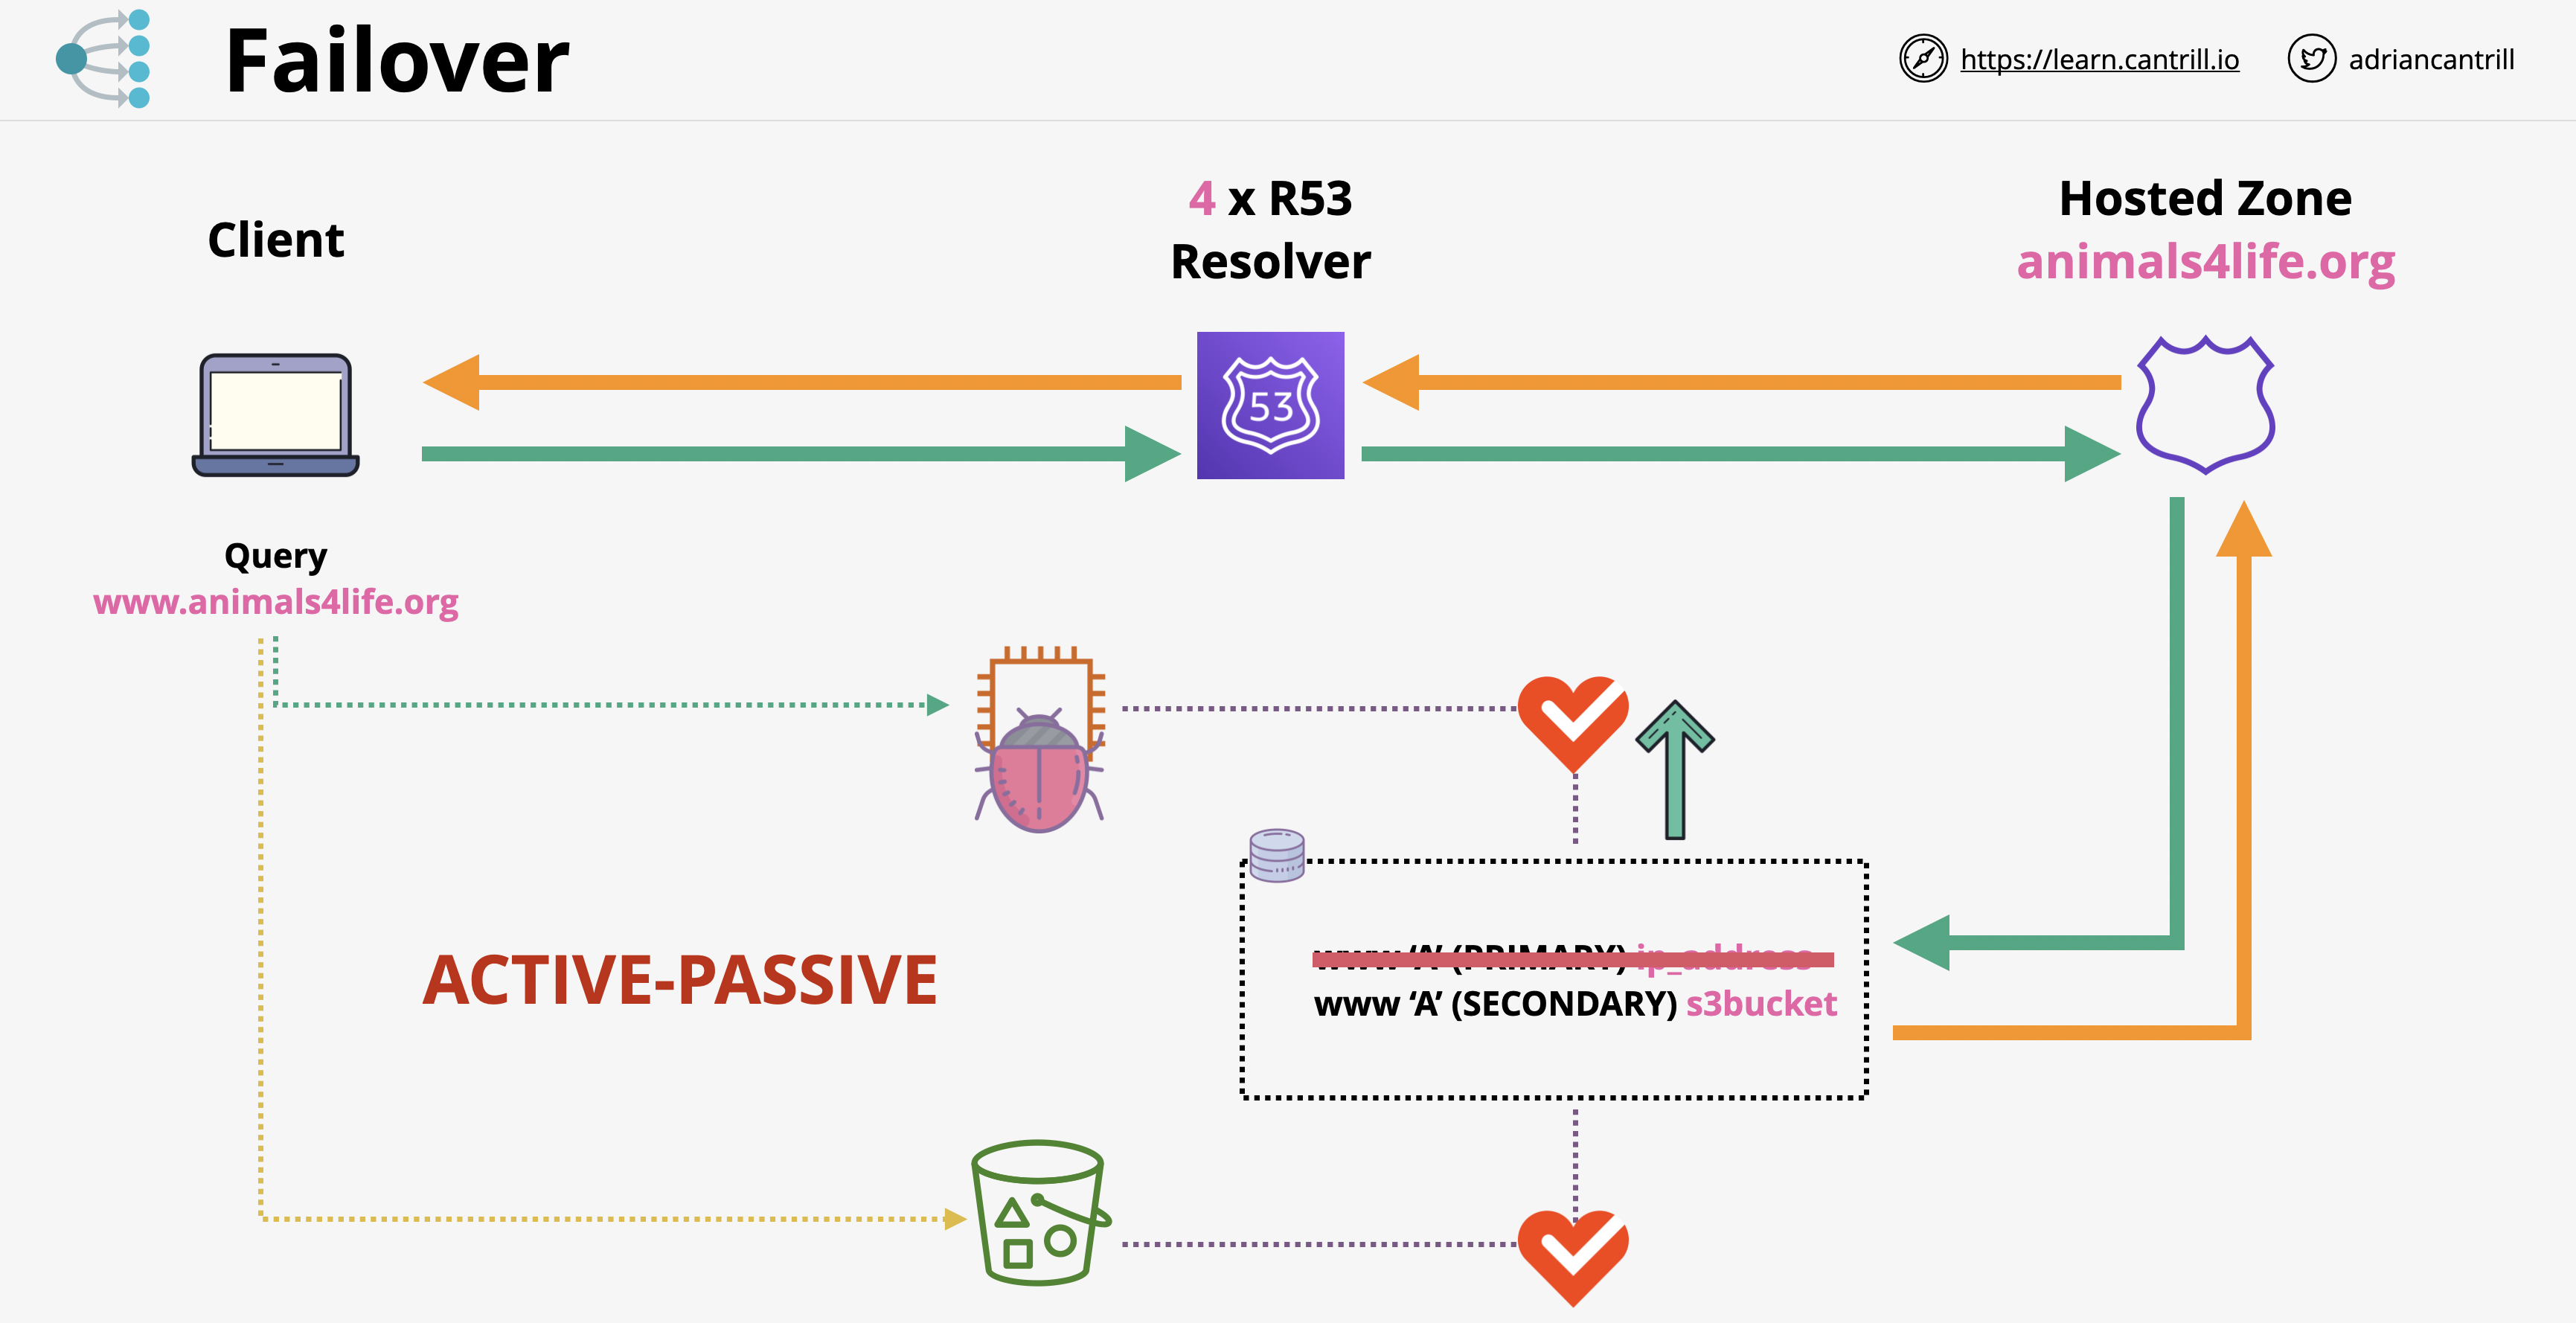 Failover
https://learn.cantrill.io
adriancantrill
4 x R53
Resolver
Hosted Zone
animals4life.org
Client
53
Query
www.animals4life.org
ACTIVE-PASSIVE
www ‘A’ (PRIMARY) ip_address
www ‘A’ (SECONDARY) s3bucket